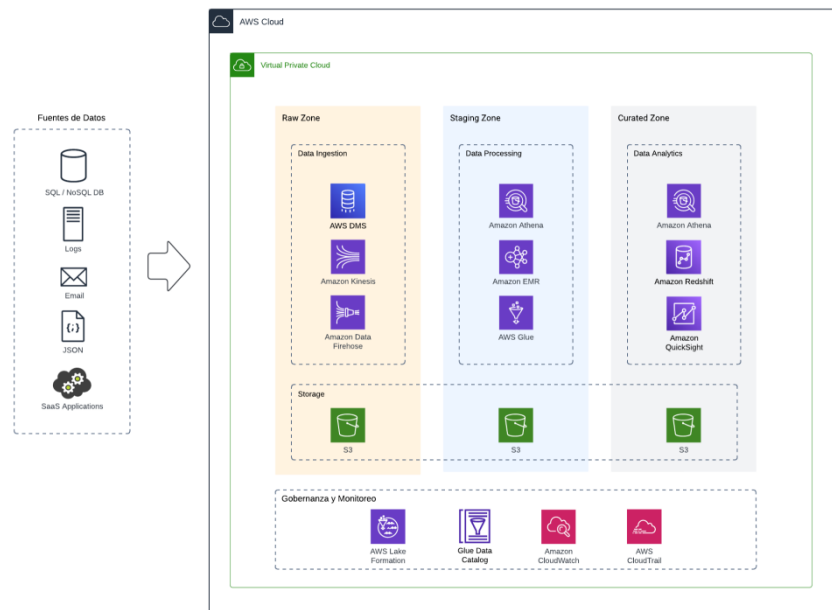 AWS Cloud
Virtual Private Cloud
Fuentes de Datos
SQL / NoSQL DB
Logs
Email
{;}
JSON
SaaS Applications
Raw Zone
Data Ingestion
AWS DMS
Amazon Kinesis
Amazon Data
Firehose
Staging Zone
Data Processing
Amazon Athena
Amazon EMR
AWS Glue
Curated Zone
Data Analytics
Amazon Athena
Amazon Redshift
Amazon
QuickSight
Storage
S3
S3
S3
Gobernanza y Monitoreo
AWS Lake
Formation
Glue Data
Catalog
Amazon
CloudWatch
AWS
CloudTrail